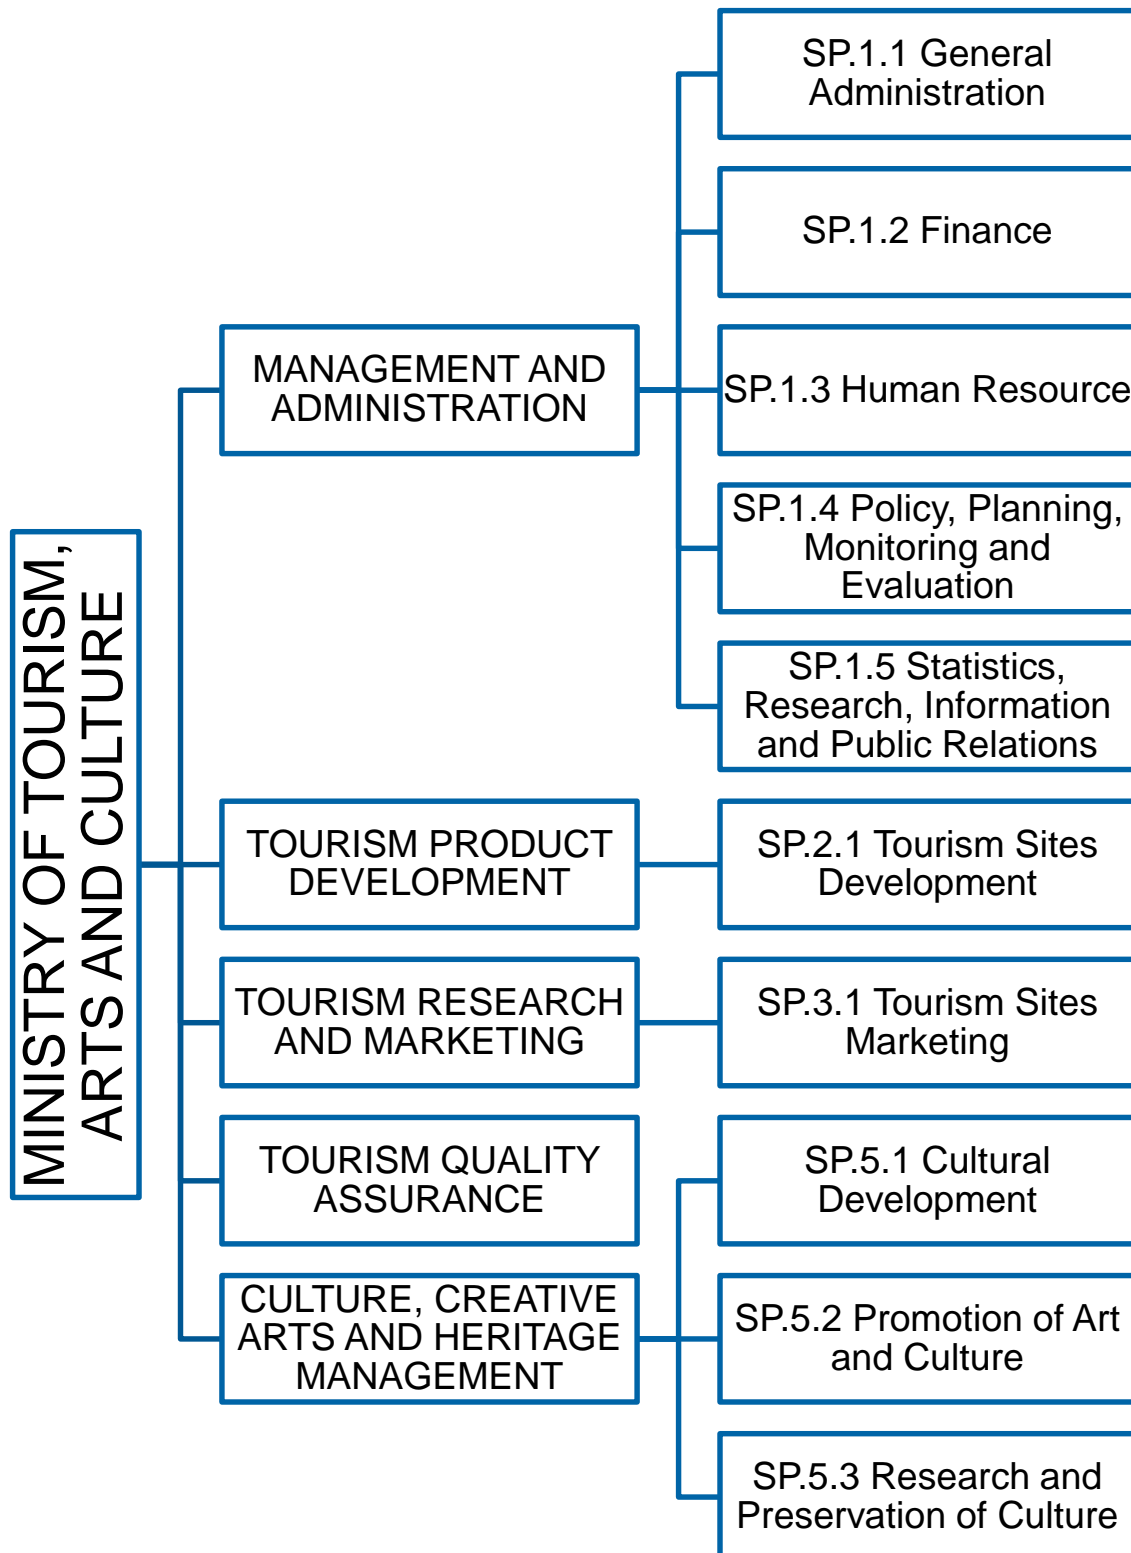 MINISTRY OF TOURISM,
ARTS AND CULTURE
MANAGEMENT AND
ADMINISTRATION
SP.1.1 General
Administration
SP.1.2 Finance
SP.1.3 Human Resource
SP.1.4 Policy, Planning,
Monitoring and
Evaluation
SP.1.5 Statistics,
Research, Information
and Public Relations
TOURISM PRODUCT
DEVELOPMENT
SP.2.1 Tourism Sites
Development
TOURISM RESEARCH
AND MARKETING
SP.3.1 Tourism Sites
Marketing
TOURISM QUALITY
ASSURANCE
CULTURE, CREATIVE
ARTS AND HERITAGE
MANAGEMENT
SP.5.1 Cultural
Development
SP.5.2 Promotion of Art
and Culture
SP.5.3 Research and
Preservation of Culture